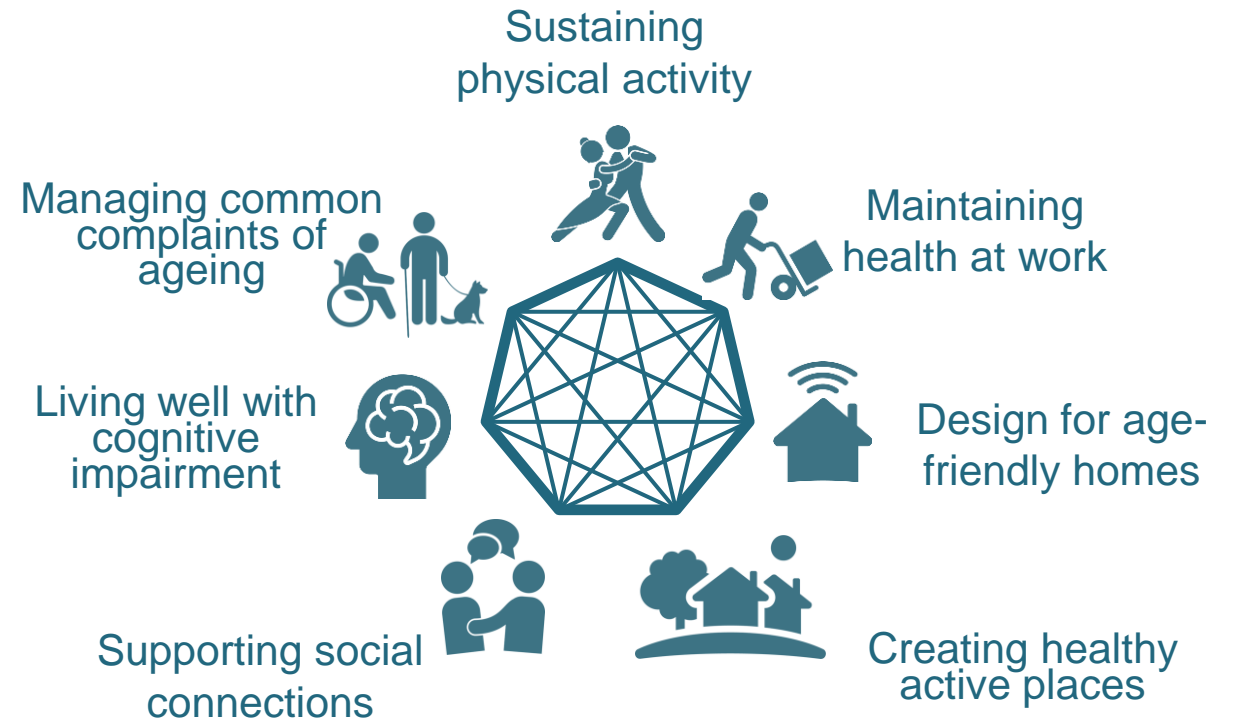 Sustaining
physical activity
Maintaining
health at work
Design for age-
friendly homes
Creating healthy
active places
Supporting social
connections
Living well with
cognitive
impairment
Managing common
complaints of
ageing